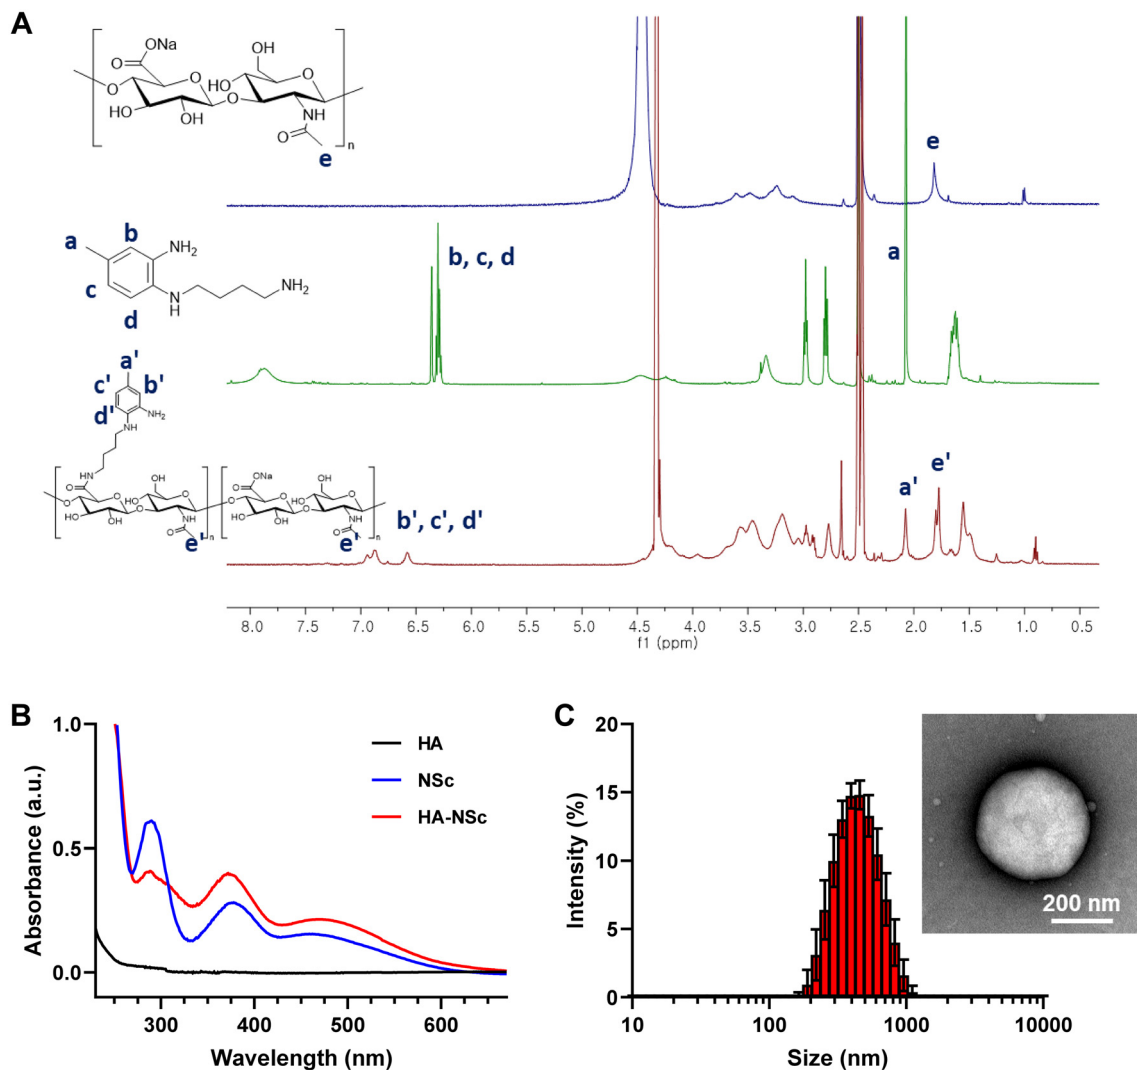 A
ONa
O
O
O
HO
OH
O
OH
HO
O
NH
O
n
e
e
a
b
NH2
NH2
c
N
H
d
b, c, d
a
a'
c'
b'
d'
NH2
NH
HN
O
OH
ONa
OH
O
HO
O
HO
HO
OH
NH
HO
OH
NH
e'
n
e'
n
b', c', d'
a'
e'
8.0 7.5 7.0 6.5 6.0 5.5 5.0 4.5 4.0 3.5 3.0 2.5 2.0 1.5 1.0 0.5
f1 (ppm)
B
Absorbance (a.u.)
1.0
0.5
0.0
HA
NSc
HA-NSc
300 400 500 600
Wavelength (nm)
C
Intensity (%)
20
15
10
5
0
200 nm
10 100 1000 10000
Size (nm)